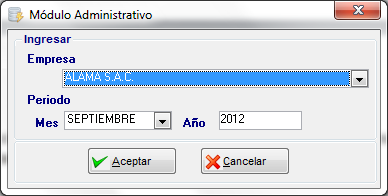 Módulo Administrativo
Ingresar
Empresa
ALAMA S.A.C.
Periodo
Mes SEPTIEMBRE Año 2012
Aceptar Cancelar